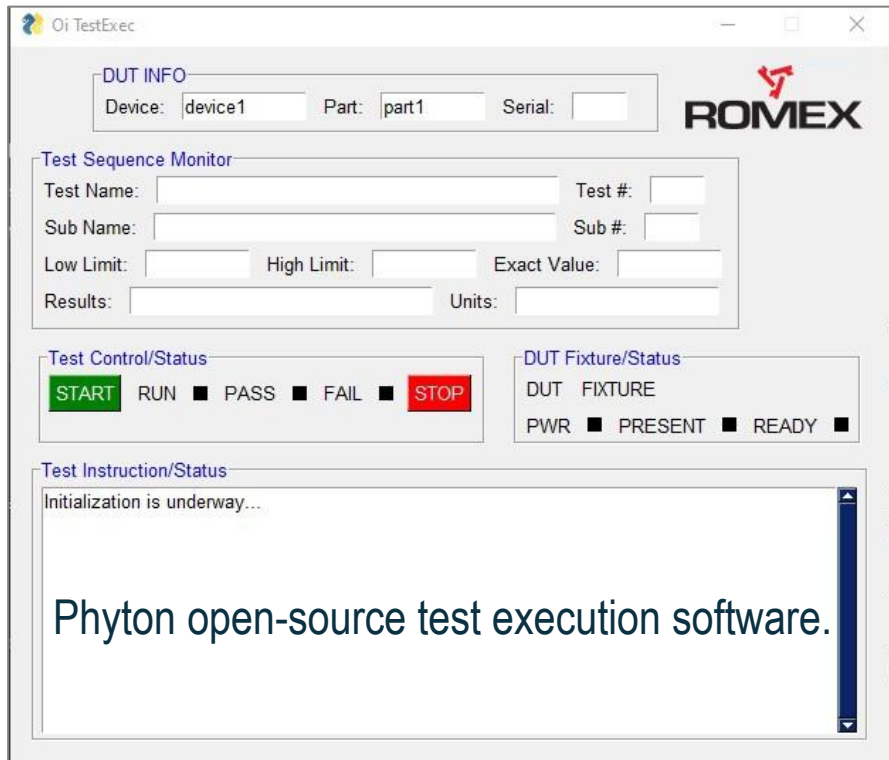 Oi TestExec
DUT INFO
Device: device1 Part: part1 Serial:
ROMEX
Test Sequence Monitor
Test Name: Test #:
Sub Name: Sub #:
Low Limit: High Limit: Exact Value:
Results: Units:
Test Control/Status
START RUN PASS FAIL STOP
DUT Fixture/Status
DUT FIXTURE
PWR PRESENT READY
Test Instruction/Status
Initialization is underway...
Phyton open-source test execution software.